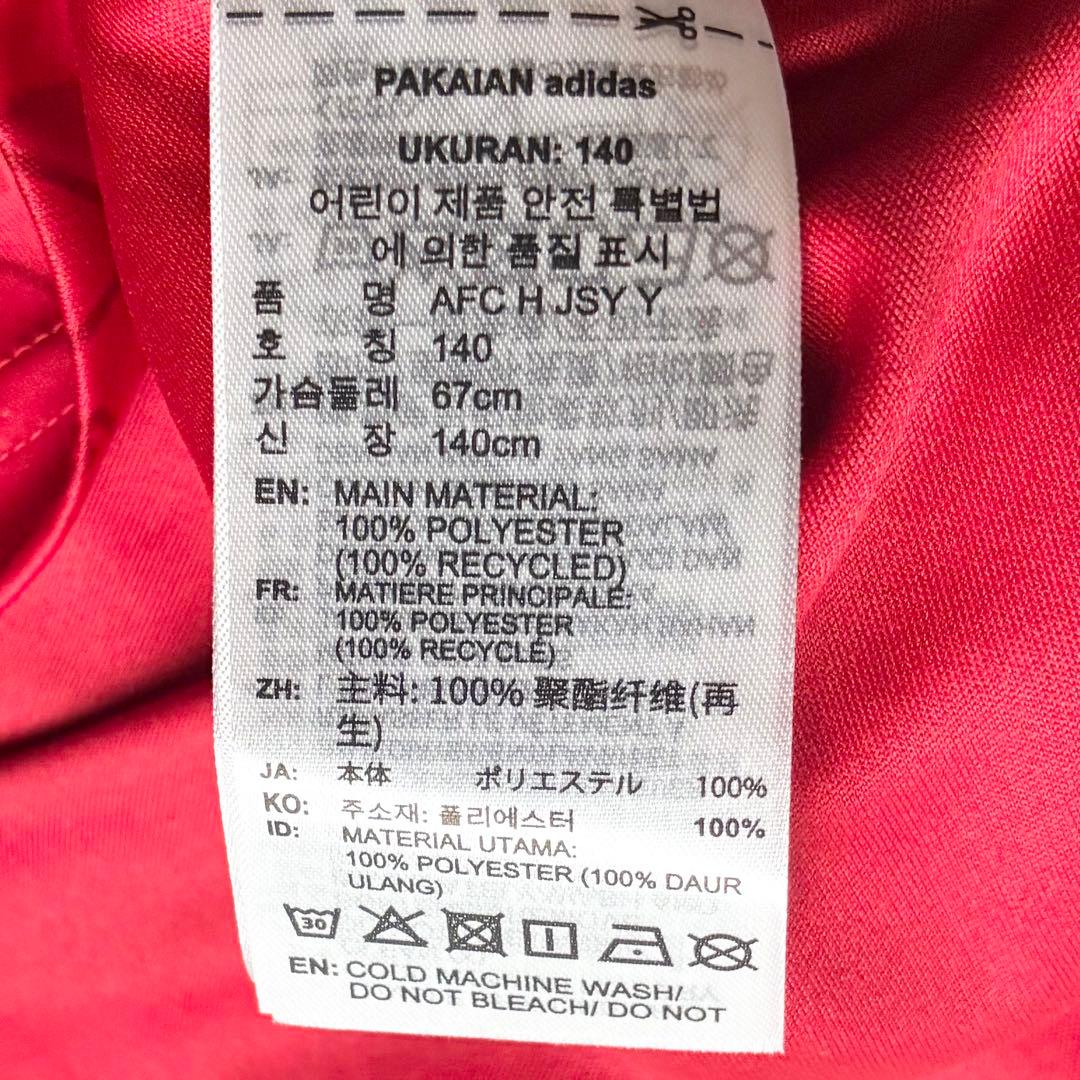 PAKAIAN adidas
UKURAN: 140
어린이 제품 안전 특별법
에 의한 품질 표시
품 명 AFC H JSY Y
호 칭 140
가슴둘레 67cm
신 장 140cm
EN: MAIN MATERIAL:
100% POLYESTER
(100% RECYCLED)
FR: MATIERE PRINCIPALE:
100% POLYESTER
(100% RECYCLÉ)
ZH: 主料: 100% 聚酯纤维(再
生)
JA: 本体 ポリエステル 100%
KO: 주소재: 폴리에스터 100%
ID: MATERIAL UTAMA:
100% POLYESTER (100% DAUR
ULANG)
30
EN: COLD MACHINE WASH/
DO NOT BLEACH/ DO NOT